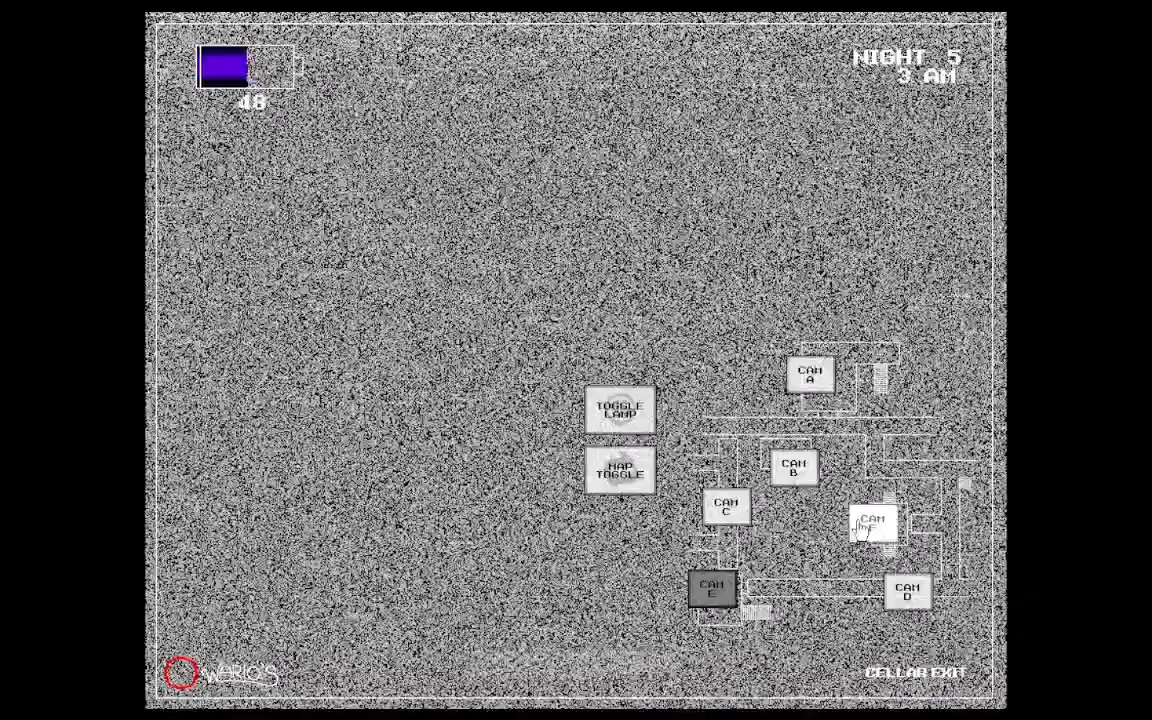 NIGHT 5
3 AM
48
CAM
A
TOGGLE
LAMP
CAM
B
MAP
TOGGLE
CAM
C
CAM
F
CAM
E
CAM
D
WARIO'S
CELLAR EXIT